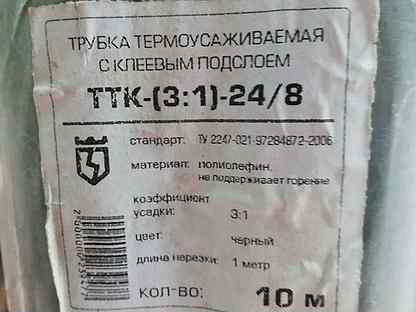 ТРУБКА ТЕРМОУСАЖИВАЕМАЯ
С КЛЕЕВЫМ ПОДСЛОЕМ
ТТК-(3:1)-24/8
стандарт: ТУ 2247-021-97284872-2006
материал: полиолефин,
не поддерживает горение
коэффициент
усадки: 3:1
цвет: черный
длина нарезки: 1 метр
КОЛ-ВО: 10 м